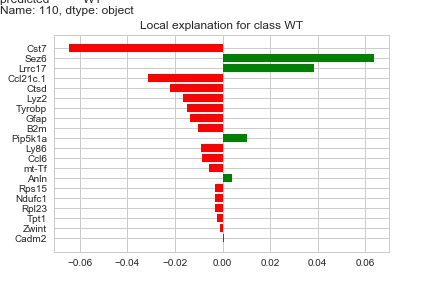 predicted WT
Name: 110, dtype: object
Local explanation for class WT
Cst7
Sez6
Lrrc17
Ccl21c.1
Ctsd
Lyz2
Tyrobp
Gfap
B2m
Pip5k1a
Ly86
Ccl6
mt-Tf
Anln
Rps15
Ndufc1
Rpl23
Tpt1
Zwint
Cadm2
−0.06 −0.04 −0.02 0.00 0.02 0.04 0.06